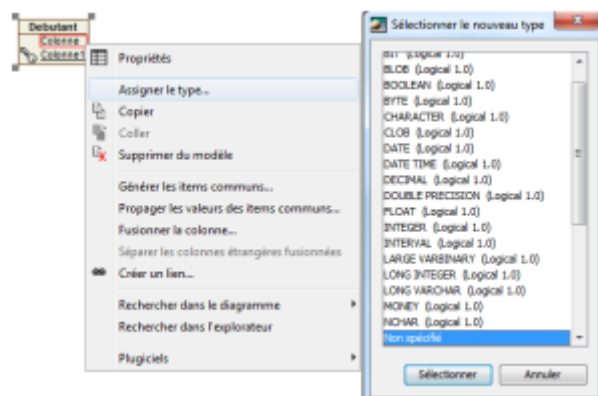 Debutant
Colonne
Colonne1
Propriétés
Assigner le type...
Copier
Coller
Supprimer du modèle
Générer les items communs...
Propager les valeurs des items communs...
Fusionner la colonne...
Séparer les colonnes étrangères fusionnées
Créer un lien...
Rechercher dans le diagramme
Rechercher dans l'explorateur
Plugiciels
Sélectionner le nouveau type
BIT (Logical 1.0)
BLOB (Logical 1.0)
BOOLEAN (Logical 1.0)
BYTE (Logical 1.0)
CHARACTER (Logical 1.0)
CLOB (Logical 1.0)
DATE (Logical 1.0)
DATE TIME (Logical 1.0)
DECIMAL (Logical 1.0)
DOUBLE PRECISION (Logical 1.0)
FLOAT (Logical 1.0)
INTEGER (Logical 1.0)
INTERVAL (Logical 1.0)
LARGE VARBINARY (Logical 1.0)
LONG INTEGER (Logical 1.0)
LONG VARCHAR (Logical 1.0)
MONEY (Logical 1.0)
NCHAR (Logical 1.0)
Non spécifié
Sélectionner
Annuler